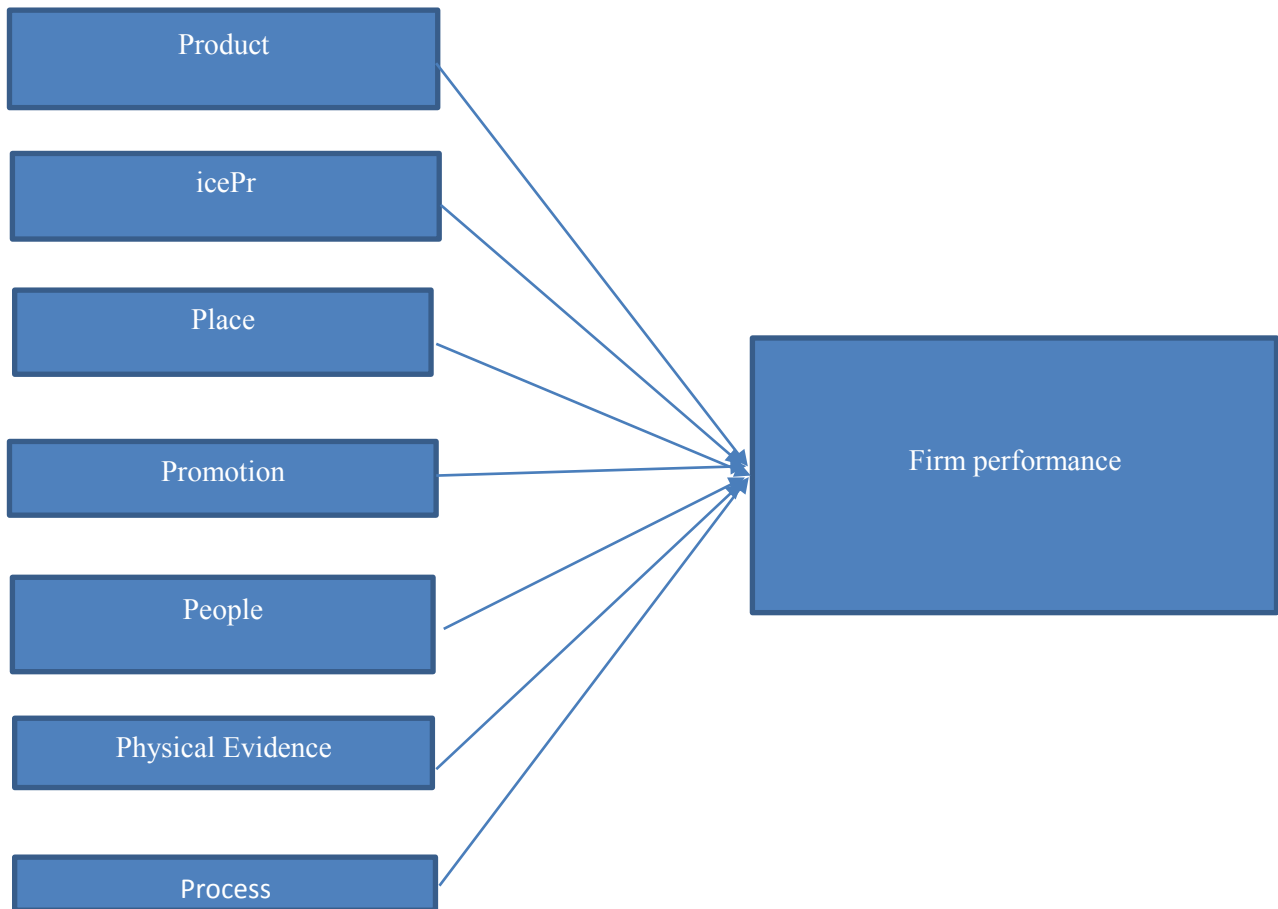 Product
icePr
Place
Promotion
Firm performance
People
Physical Evidence
Process